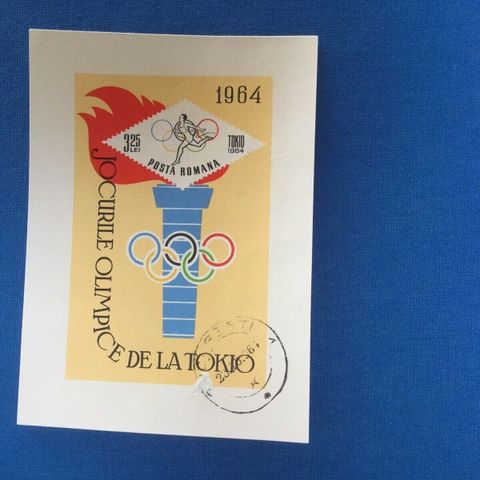 1964
3.25
LEI
TOKIO
1964
POSTA ROMANA
JOCURILE OLIMPICE DE LA TOKIO